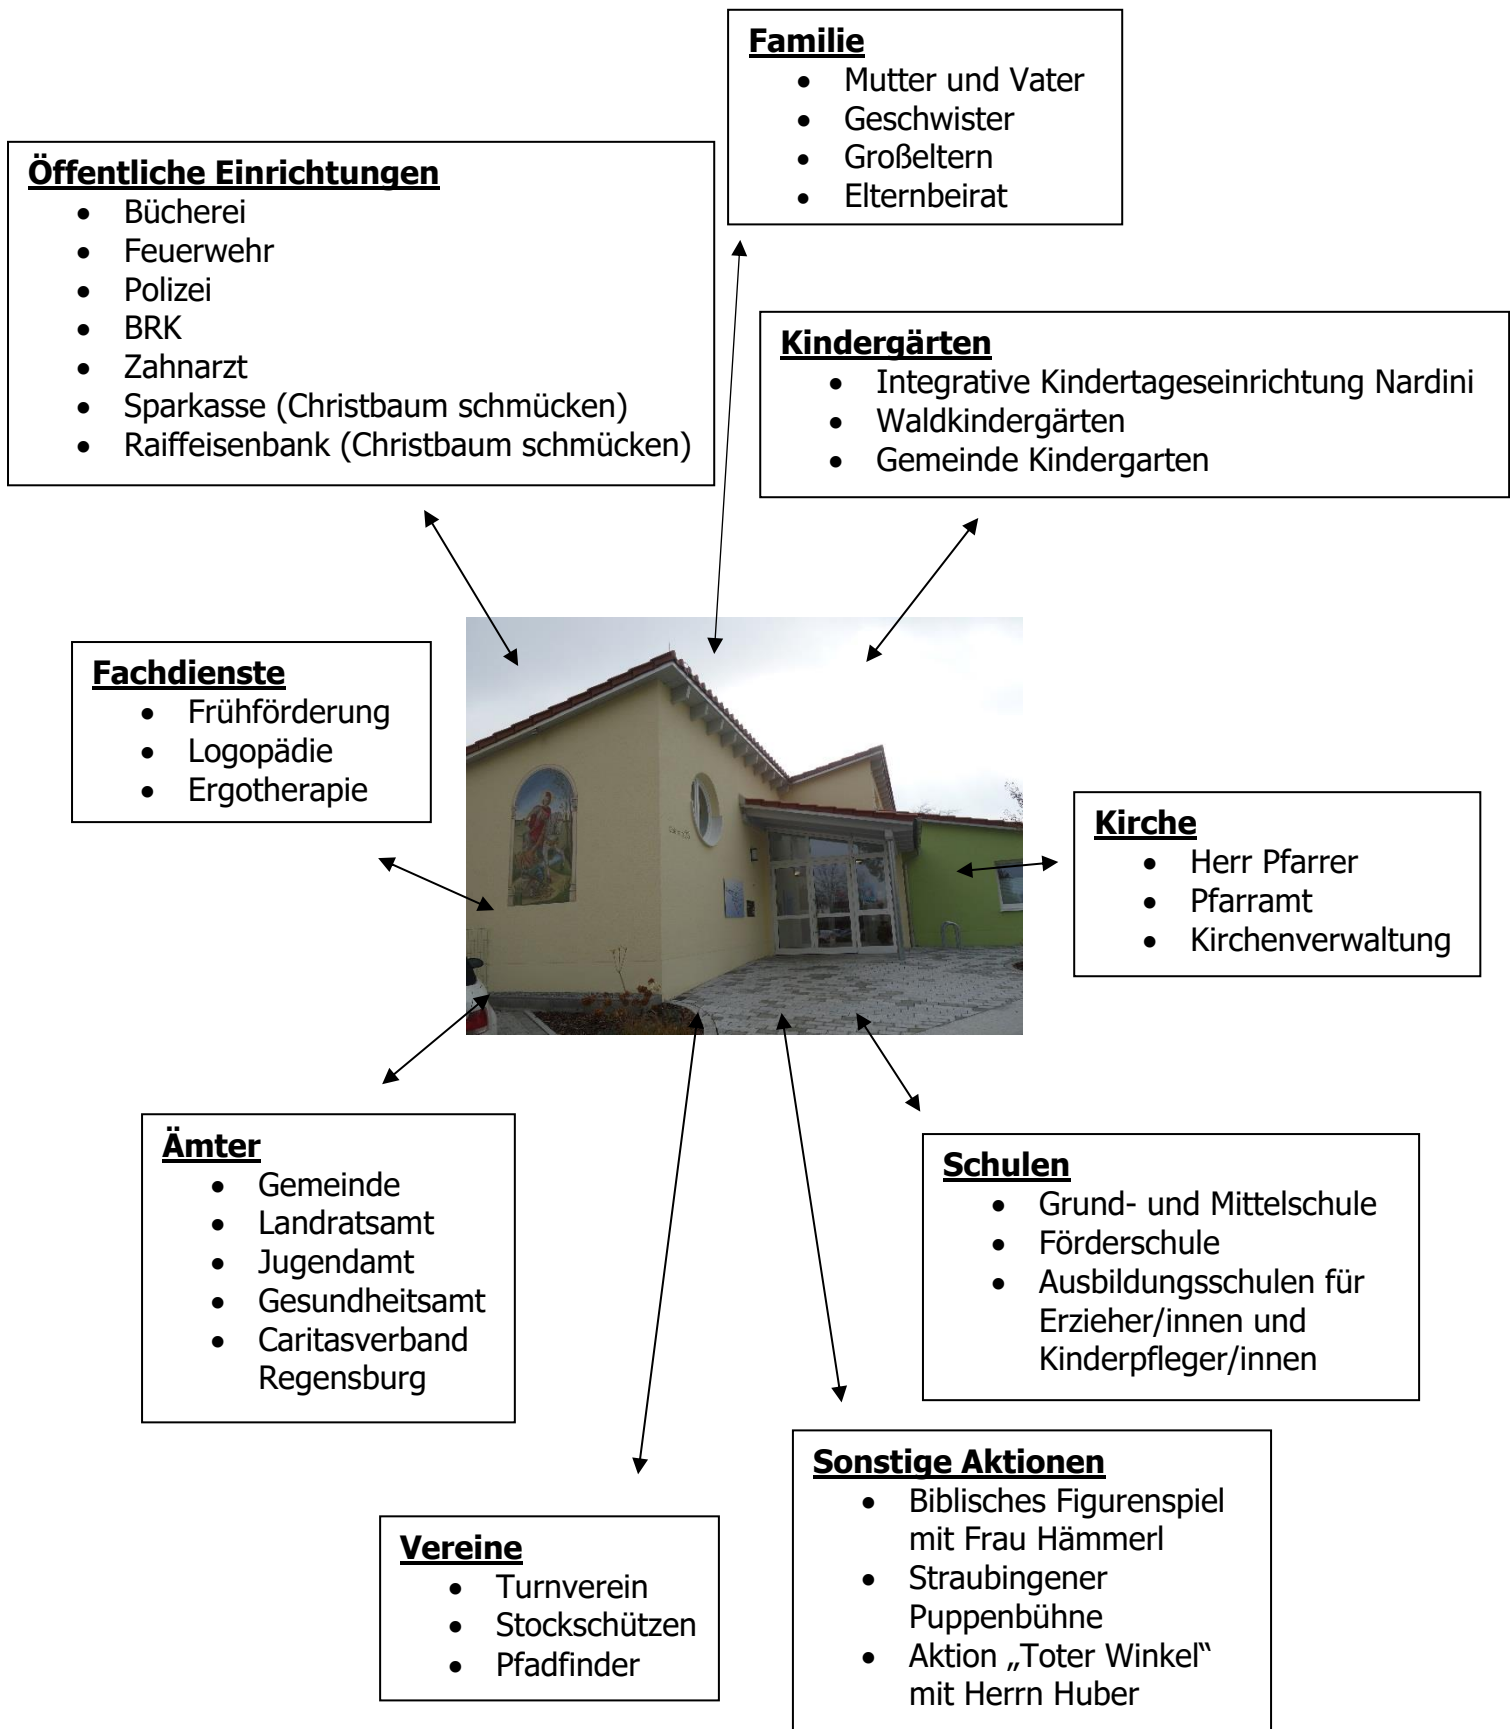 Familie
• Mutter und Vater
• Geschwister
• Großeltern
• Elternbeirat
Öffentliche Einrichtungen
• Bücherei
• Feuerwehr
• Polizei
• BRK
• Zahnarzt
• Sparkasse (Christbaum schmücken)
• Raiffeisenbank (Christbaum schmücken)
Kindergärten
• Integrative Kindertageseinrichtung Nardini
• Waldkindergärten
• Gemeinde Kindergarten
Fachdienste
• Frühförderung
• Logopädie
• Ergotherapie
Kirche
• Herr Pfarrer
• Pfarramt
• Kirchenverwaltung
Ämter
• Gemeinde
• Landratsamt
• Jugendamt
• Gesundheitsamt
• Caritasverband
Regensburg
Schulen
• Grund- und Mittelschule
• Förderschule
• Ausbildungsschulen für
Erzieher/innen und
Kinderpfleger/innen
Vereine
• Turnverein
• Stockschützen
• Pfadfinder
Sonstige Aktionen
• Biblisches Figurenspiel
mit Frau Hämmerl
• Straubingener
Puppenbühne
• Aktion „Toter Winkel“
mit Herrn Huber